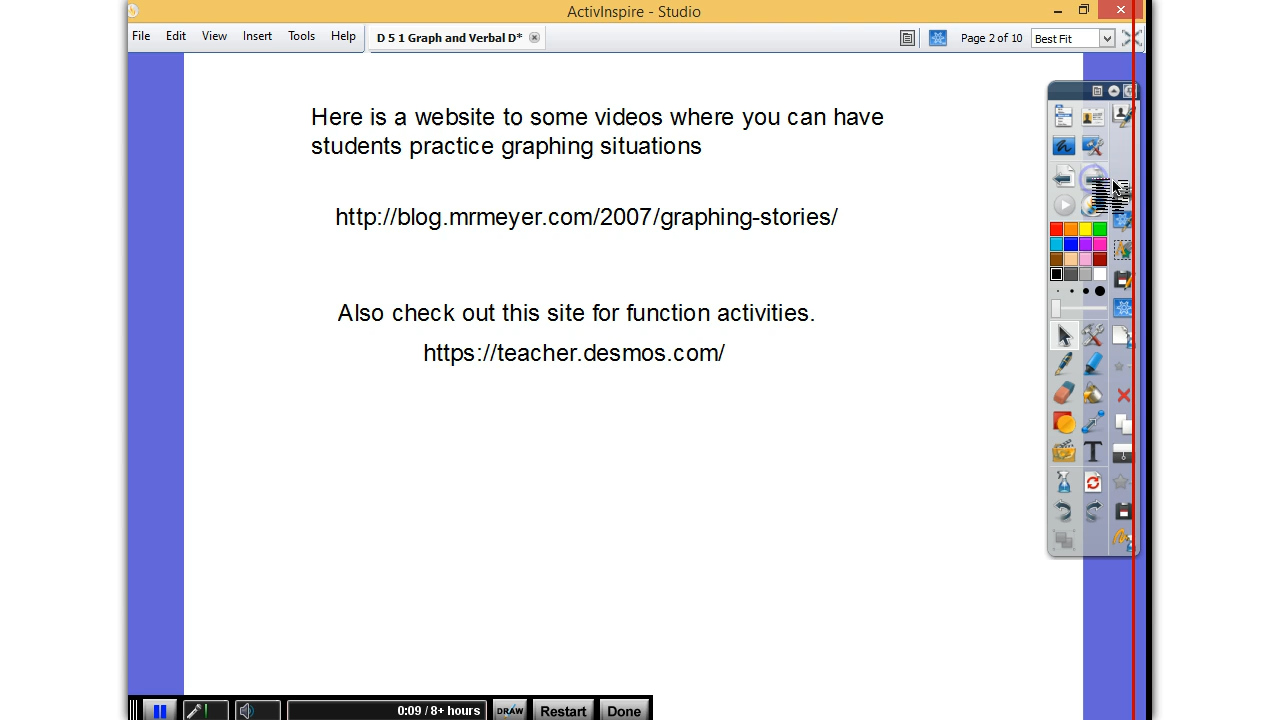 ActivInspire - Studio
File Edit View Insert Tools Help D 5 1 Graph and Verbal D* Page 2 of 10 Best Fit
Here is a website to some videos where you can have
students practice graphing situations
http://blog.mrmeyer.com/2007/graphing-stories/
Also check out this site for function activities.
https://teacher.desmos.com/
T
0:09 / 8+ hours DRAW Restart Done